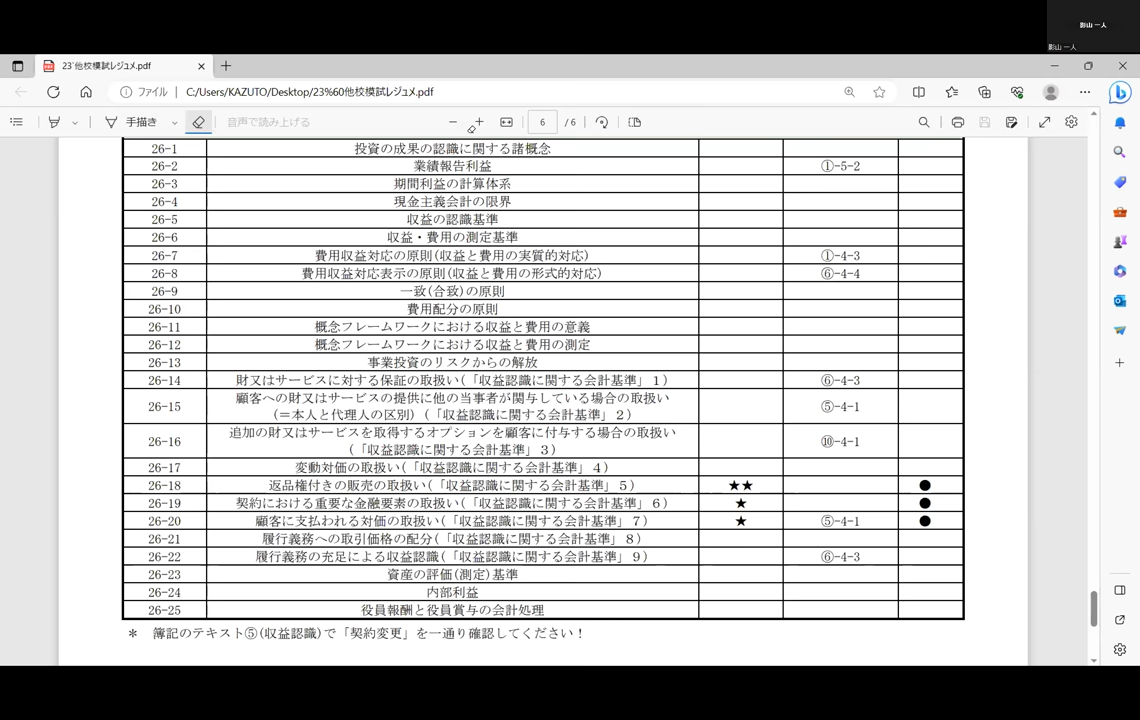 影山 一人
影山 一人
23`他校模試レジュメ.pdf
ファイル C:/Users/KAZUTO/Desktop/23%60他校模試レジュメ.pdf
手描き 音声で読み上げる 6 / 6
26-1 投資の成果の認識に関する諸概念
26-2 業績報告利益 ①-5-2
26-3 期間利益の計算体系
26-4 現金主義会計の限界
26-5 収益の認識基準
26-6 収益・費用の測定基準
26-7 費用収益対応の原則(収益と費用の実質的対応) ①-4-3
26-8 費用収益対応表示の原則(収益と費用の形式的対応) ⑥-4-4
26-9 一致(合致)の原則
26-10 費用配分の原則
26-11 概念フレームワークにおける収益と費用の意義
26-12 概念フレームワークにおける収益と費用の測定
26-13 事業投資のリスクからの解放
26-14 財又はサービスに対する保証の取扱い(「収益認識に関する会計基準」1) ⑥-4-3
26-15 顧客への財又はサービスの提供に他の当事者が関与している場合の取扱い
(=本人と代理人の区別)(「収益認識に関する会計基準」2) ⑤-4-1
26-16 追加の財又はサービスを取得するオプションを顧客に付与する場合の取扱い
(「収益認識に関する会計基準」3) ⑩-4-1
26-17 変動対価の取扱い(「収益認識に関する会計基準」4)
26-18 返品権付きの販売の取扱い(「収益認識に関する会計基準」5) ★★ ●
26-19 契約における重要な金融要素の取扱い(「収益認識に関する会計基準」6) ★ ●
26-20 顧客に支払われる対価の取扱い(「収益認識に関する会計基準」7) ★ ⑤-4-1 ●
26-21 履行義務への取引価格の配分(「収益認識に関する会計基準」8)
26-22 履行義務の充足による収益認識(「収益認識に関する会計基準」9) ⑥-4-3
26-23 資産の評価(測定)基準
26-24 内部利益
26-25 役員報酬と役員賞与の会計処理
* 簿記のテキスト⑤(収益認識)で「契約変更」を一通り確認してください!